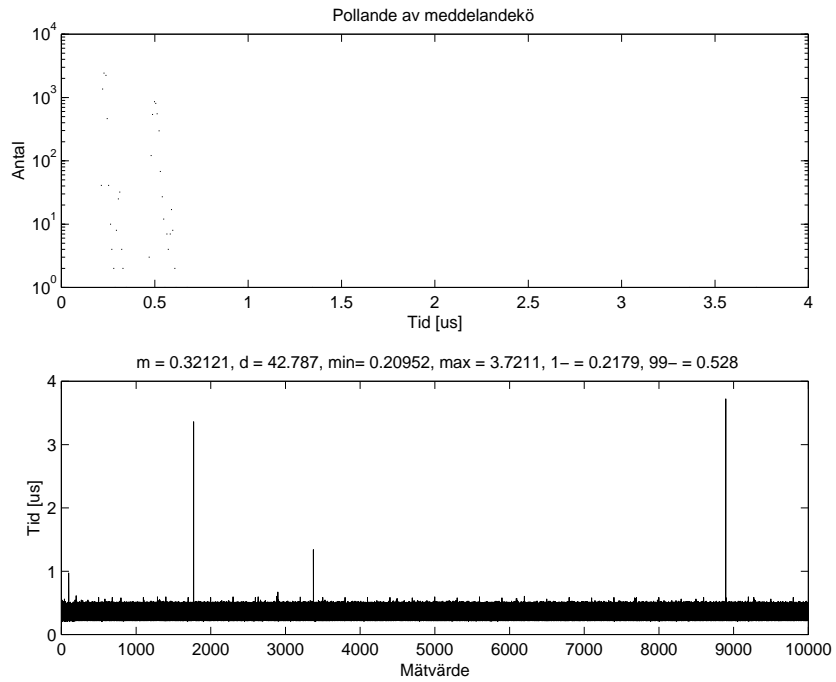 Pollande av meddelandekö
10^4
10^3
10^2
10^1
10^0
Antal
0 0.5 1 1.5 2 2.5 3 3.5 4
Tid [us]
m = 0.32121, d = 42.787, min= 0.20952, max = 3.7211, 1− = 0.2179, 99− = 0.528
4
3
2
1
0
Tid [us]
0 1000 2000 3000 4000 5000 6000 7000 8000 9000 10000
Mätvärde